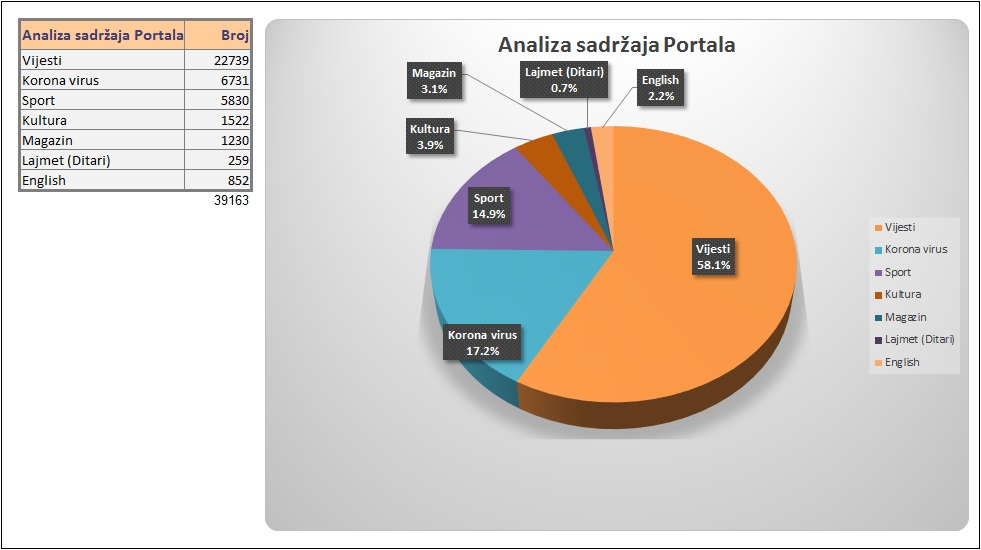 Analiza sadržaja Portala Broj
Vijesti 22739
Korona virus 6731
Sport 5830
Kultura 1522
Magazin 1230
Lajmet (Ditari) 259
English 852
39163
Analiza sadržaja Portala
Magazin
3.1%
Lajmet (Ditari)
0.7%
English
2.2%
Kultura
3.9%
Sport
14.9%
Vijesti
58.1%
Korona virus
17.2%
Vijesti
Korona virus
Sport
Kultura
Magazin
Lajmet (Ditari)
English